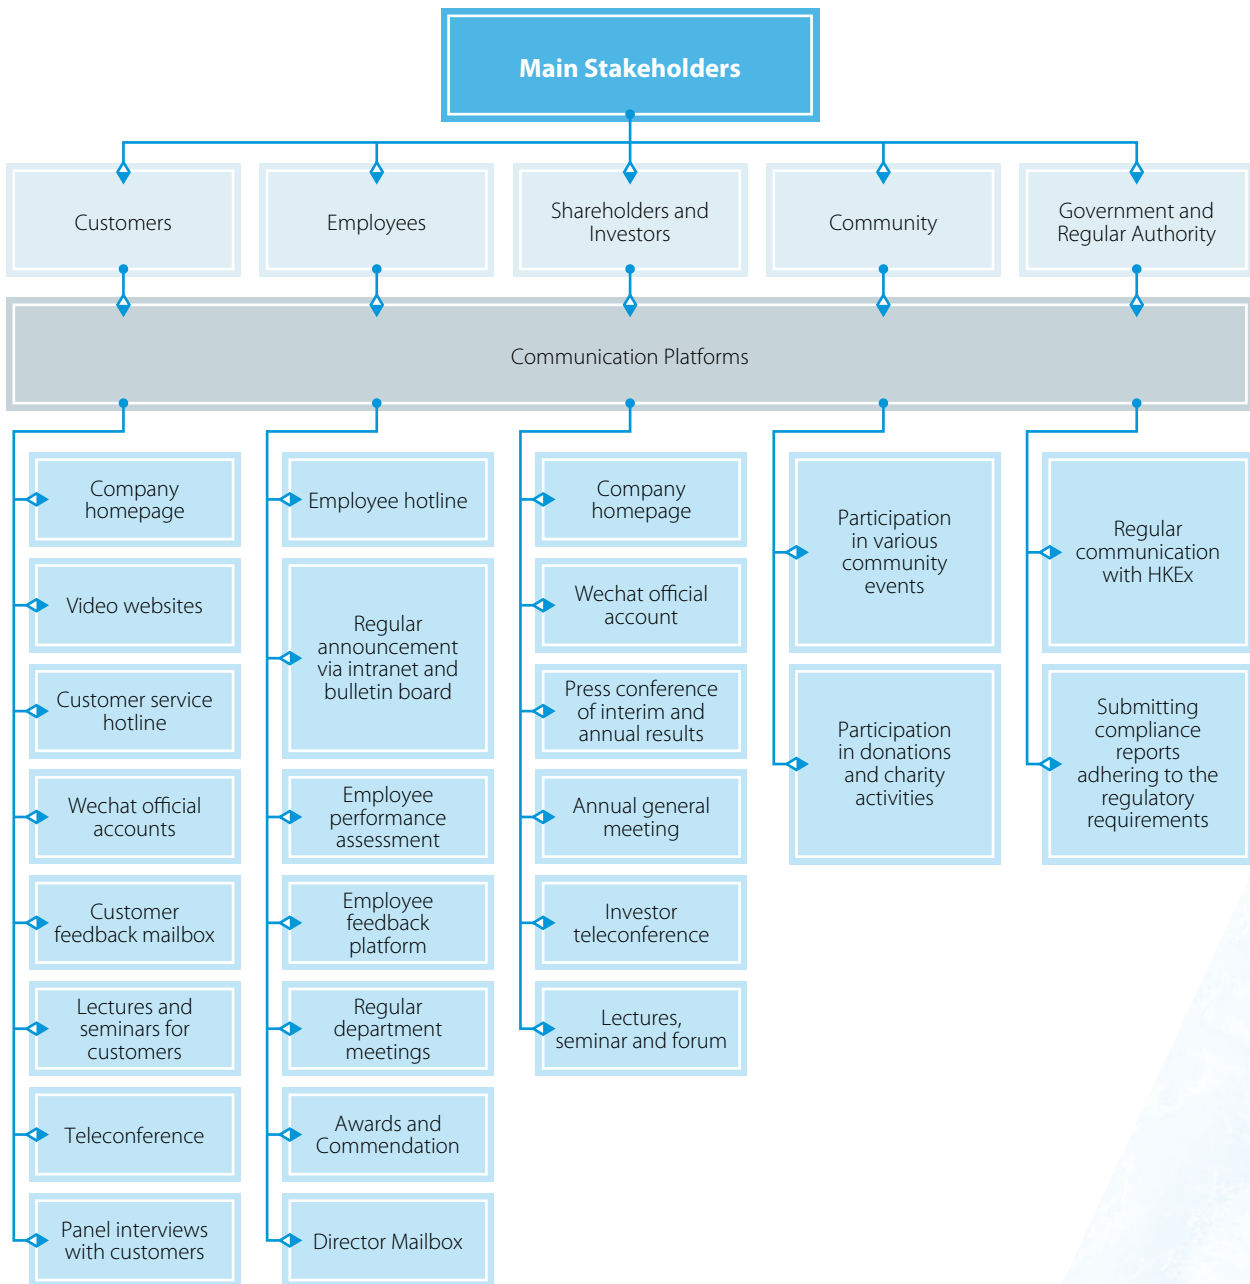 Main Stakeholders
Customers
Employees
Shareholders and
Investors
Community
Government and
Regular Authority
Communication Platforms
Company
homepage
Video websites
Customer service
hotline
Wechat official
accounts
Customer
feedback mailbox
Lectures and
seminars for
customers
Teleconference
Panel interviews
with customers
Employee hotline
Regular
announcement
via intranet and
bulletin board
Employee
performance
assessment
Employee
feedback
platform
Regular
department
meetings
Awards and
Commendation
Director Mailbox
Company
homepage
Wechat official
account
Press conference
of interim and
annual results
Annual general
meeting
Investor
teleconference
Lectures,
seminar and forum
Participation
in various
community
events
Participation
in donations
and charity
activities
Regular
communication
with HKEx
Submitting
compliance
reports
adhering to the
regulatory
requirements